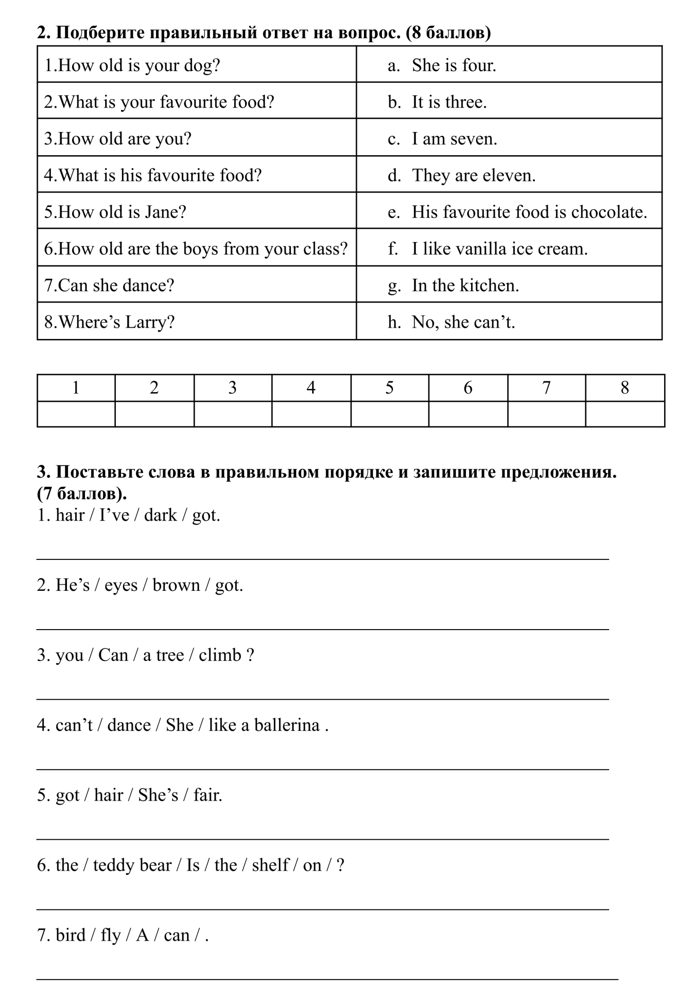 2. Подберите правильный ответ на вопрос. (8 баллов)
1.How old is your dog? a. She is four.
2.What is your favourite food? b. It is three.
3.How old are you? c. I am seven.
4.What is his favourite food? d. They are eleven.
5.How old is Jane? e. His favourite food is chocolate.
6.How old are the boys from your class? f. I like vanilla ice cream.
7.Can she dance? g. In the kitchen.
8.Where’s Larry? h. No, she can’t.
1 2 3 4 5 6 7 8
3. Поставьте слова в правильном порядке и запишите предложения.
(7 баллов).
1. hair / I’ve / dark / got.
2. He’s / eyes / brown / got.
3. you / Can / a tree / climb ?
4. can’t / dance / She / like a ballerina .
5. got / hair / She’s / fair.
6. the / teddy bear / Is / the / shelf / on / ?
7. bird / fly / A / can / .